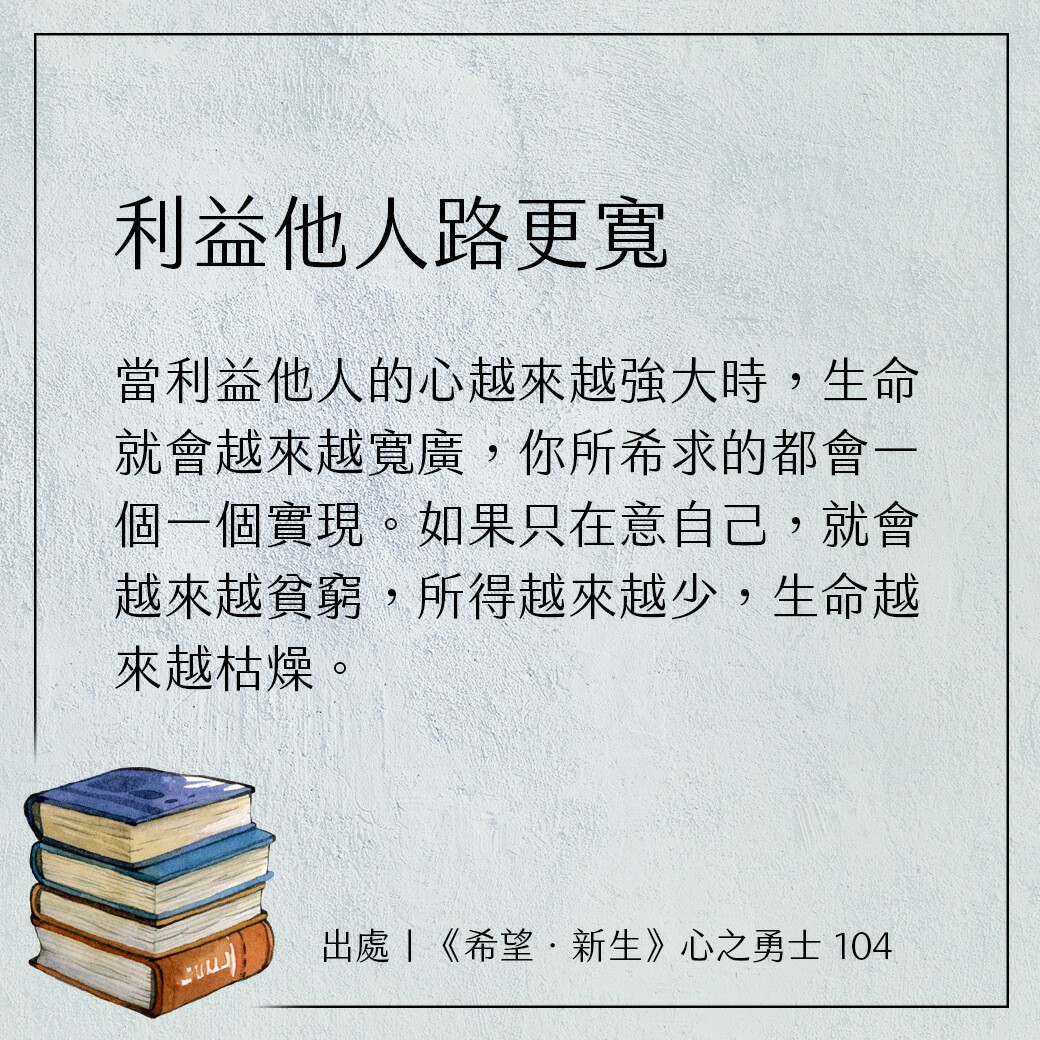 利益他人路更寬
當利益他人的心越來越強大時，生命
就會越來越寬廣，你所希求的都會一
個一個實現。如果只在意自己，就會
越來越貧窮，所得越來越少，生命越
來越枯燥。
出處｜《希望．新生》心之勇士 104